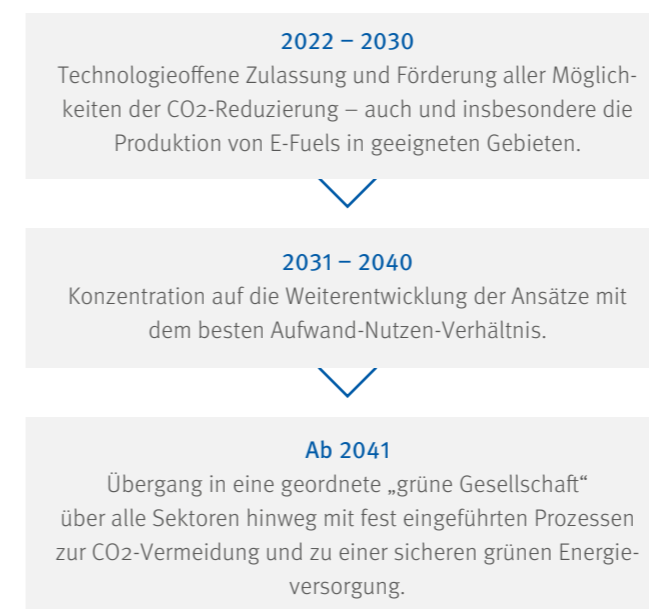 2022 – 2030
Technologieoffene Zulassung und Förderung aller Möglich-
keiten der CO2-Reduzierung – auch und insbesondere die
Produktion von E-Fuels in geeigneten Gebieten.
2031 – 2040
Konzentration auf die Weiterentwicklung der Ansätze mit
dem besten Aufwand-Nutzen-Verhältnis.
Ab 2041
Übergang in eine geordnete „grüne Gesellschaft“
über alle Sektoren hinweg mit fest eingeführten Prozessen
zur CO2-Vermeidung und zu einer sicheren grünen Energie-
versorgung.